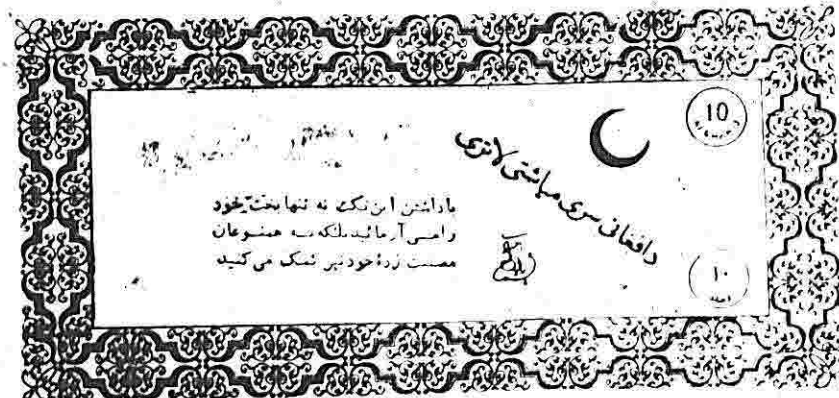 10
دافغانی سری میاشتی لاتری
با داشتن این تکت نه تنها بخت خود
را می آزمائید بلکه به همنوعان
مصیبت زدهٔ خود نیز کمک می کنید
۱۰